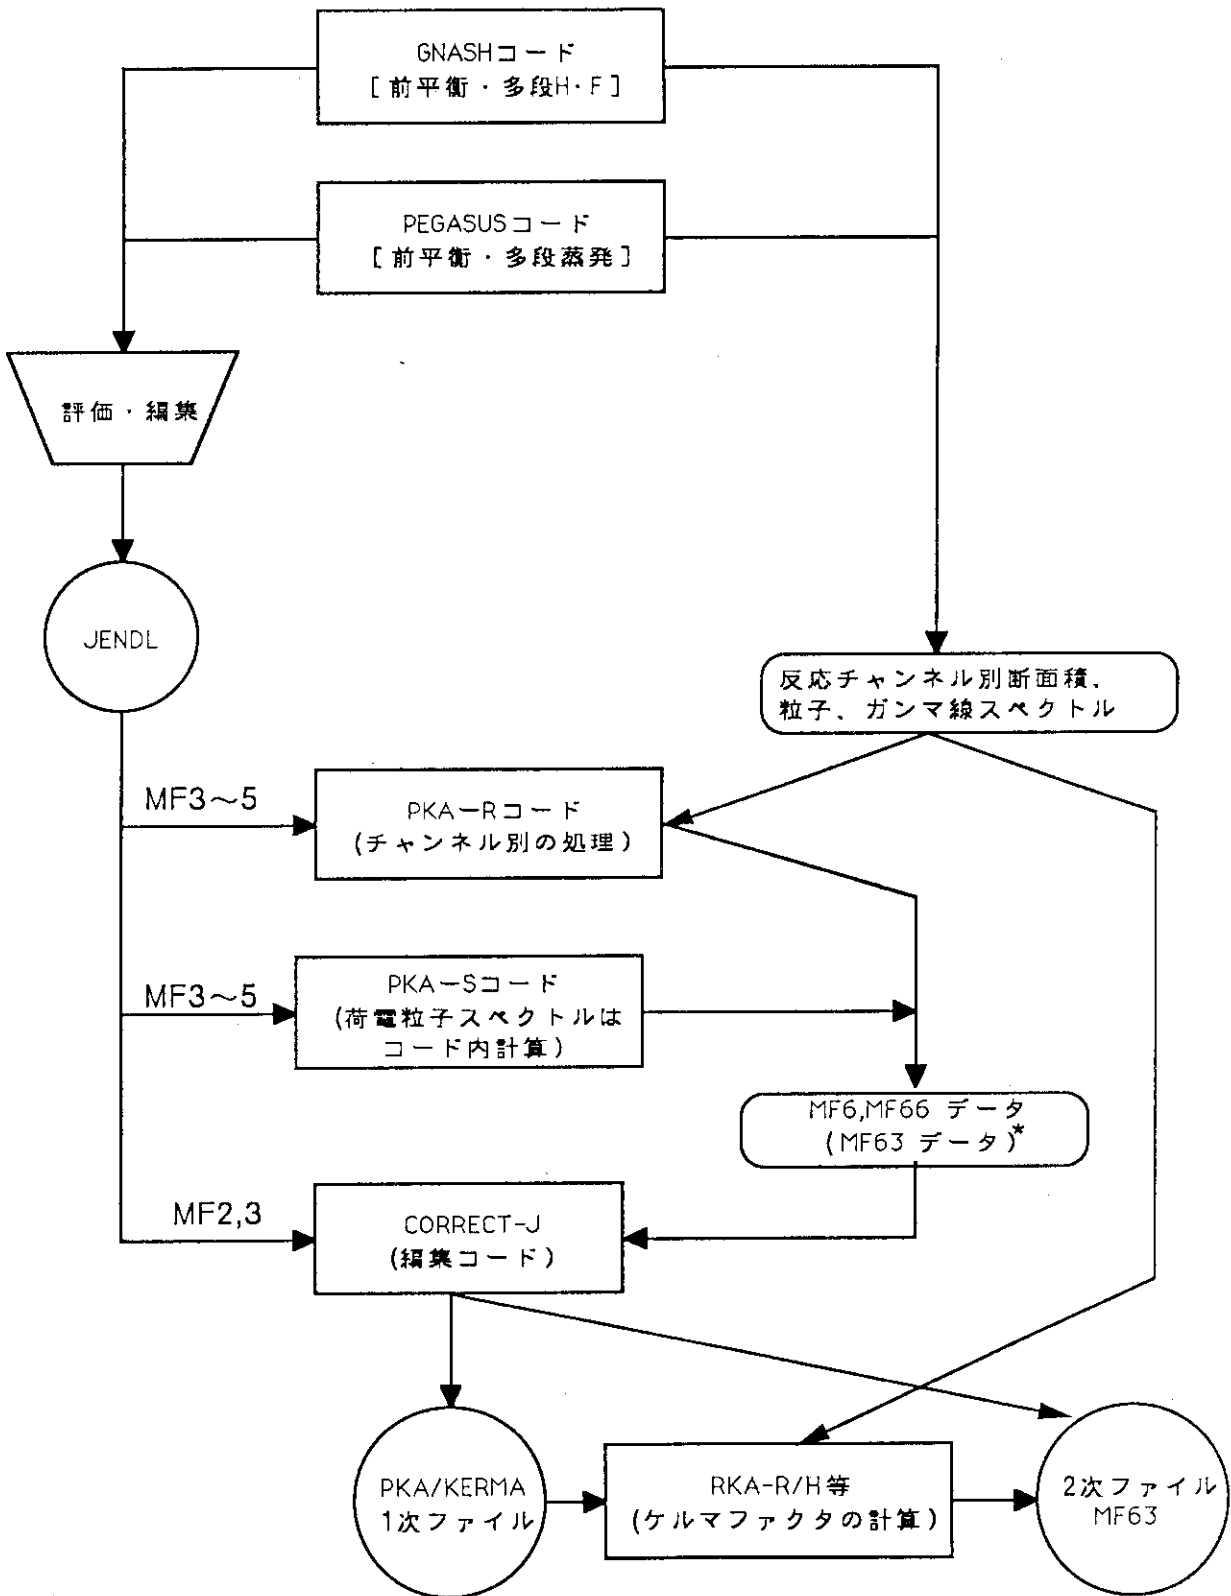 GNASHコード
[前平衡・多段H・F]
PEGASUSコード
[前平衡・多段蒸発]
評価・編集
JENDL
反応チャンネル別断面積、
粒子、ガンマ線スペクトル
MF3～5
PKA－Rコード
(チャンネル別の処理)
MF3～5
PKA－Sコード
(荷電粒子スペクトルは
コード内計算)
MF6,MF66 データ
(MF63 データ)*
MF2,3
CORRECT-J
(編集コード)
PKA/KERMA
1次ファイル
RKA-R/H等
(ケルマファクタの計算)
2次ファイル
MF63